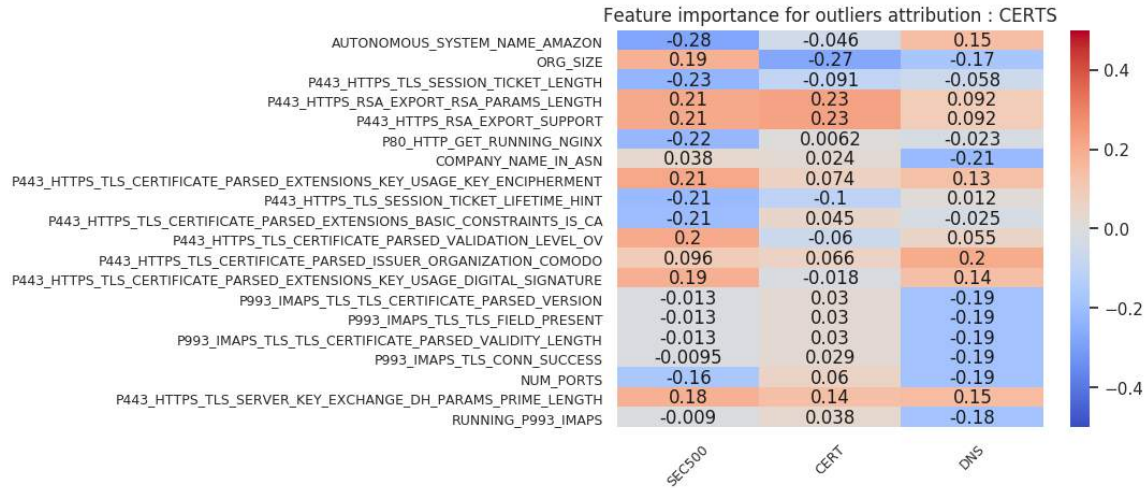 Feature importance for outliers attribution : CERTS
AUTONOMOUS_SYSTEM_NAME_AMAZON -0.28 -0.046 0.15
ORG_SIZE 0.19 -0.27 -0.17
P443_HTTPS_TLS_SESSION_TICKET_LENGTH -0.23 -0.091 -0.058
P443_HTTPS_RSA_EXPORT_RSA_PARAMS_LENGTH 0.21 0.23 0.092
P443_HTTPS_RSA_EXPORT_SUPPORT 0.21 0.23 0.092
P80_HTTP_GET_RUNNING_NGINX -0.22 0.0062 -0.023
COMPANY_NAME_IN_ASN 0.038 0.024 -0.21
P443_HTTPS_TLS_CERTIFICATE_PARSED_EXTENSIONS_KEY_USAGE_KEY_ENCIPHERMENT 0.21 0.074 0.13
P443_HTTPS_TLS_SESSION_TICKET_LIFETIME_HINT -0.21 -0.1 0.012
P443_HTTPS_TLS_CERTIFICATE_PARSED_EXTENSIONS_BASIC_CONSTRAINTS_IS_CA -0.21 0.045 -0.025
P443_HTTPS_TLS_CERTIFICATE_PARSED_VALIDATION_LEVEL_OV 0.2 -0.06 0.055
P443_HTTPS_TLS_CERTIFICATE_PARSED_ISSUER_ORGANIZATION_COMODO 0.096 0.066 0.2
P443_HTTPS_TLS_CERTIFICATE_PARSED_EXTENSIONS_KEY_USAGE_DIGITAL_SIGNATURE 0.19 -0.018 0.14
P993_IMAPS_TLS_TLS_CERTIFICATE_PARSED_VERSION -0.013 0.03 -0.19
P993_IMAPS_TLS_TLS_FIELD_PRESENT -0.013 0.03 -0.19
P993_IMAPS_TLS_TLS_CERTIFICATE_PARSED_VALIDITY_LENGTH -0.013 0.03 -0.19
P993_IMAPS_TLS_CONN_SUCCESS -0.0095 0.029 -0.19
NUM_PORTS -0.16 0.06 -0.19
P443_HTTPS_TLS_SERVER_KEY_EXCHANGE_DH_PARAMS_PRIME_LENGTH 0.18 0.14 0.15
RUNNING_P993_IMAPS -0.009 0.038 -0.18
SEC500 CERT DNS
0.4
0.2
0.0
−0.2
−0.4